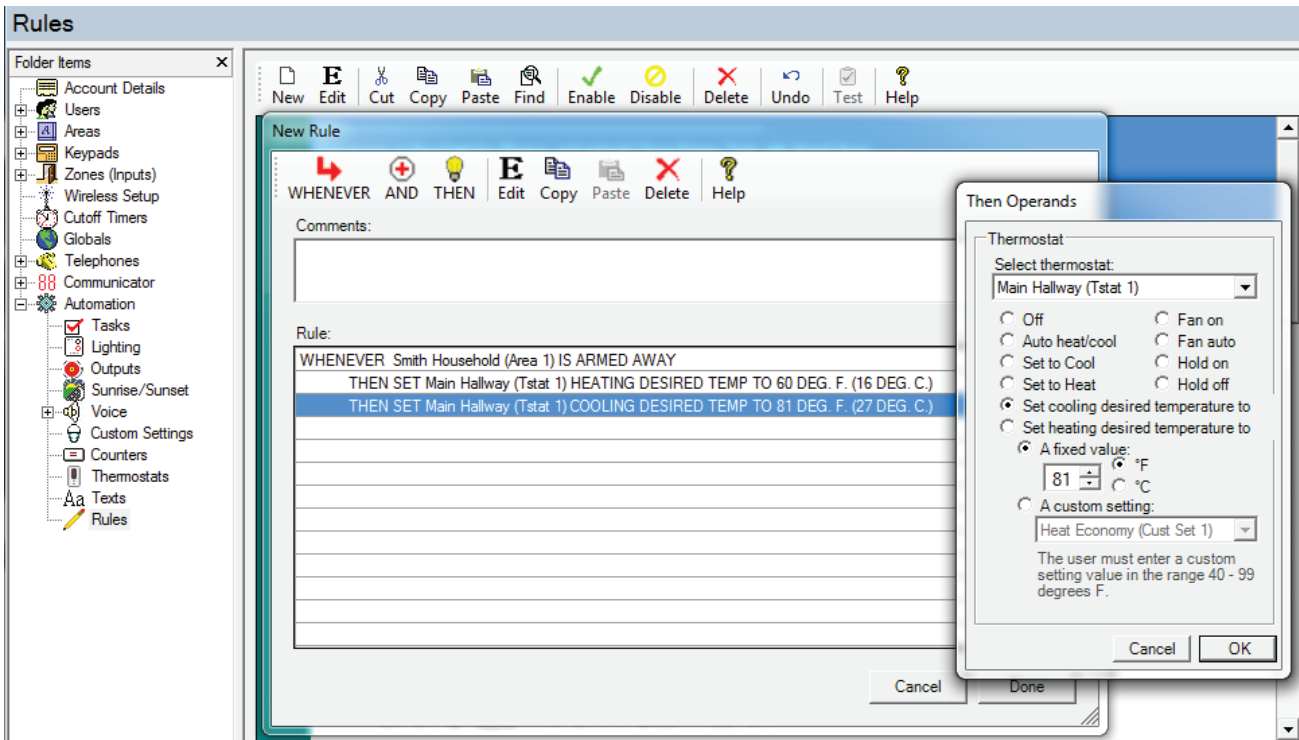 Rules
Folder Items
Account Details
Users
Areas
Keypads
Zones (Inputs)
Wireless Setup
Cutoff Timers
Globals
Telephones
88 Communicator
Automation
Tasks
Lighting
Outputs
Sunrise/Sunset
Voice
Custom Settings
Counters
Thermostats
Aa Texts
Rules
New Edit Cut Copy Paste Find Enable Disable Delete Undo Test Help
New Rule
WHENEVER AND THEN Edit Copy Paste Delete Help
Comments:
Rule:
WHENEVER Smith Household (Area 1) IS ARMED AWAY
THEN SET Main Hallway (Tstat 1) HEATING DESIRED TEMP TO 60 DEG. F. (16 DEG. C.)
THEN SET Main Hallway (Tstat 1) COOLING DESIRED TEMP TO 81 DEG. F. (27 DEG. C.)
Cancel Done
Then Operands
Thermostat
Select thermostat:
Main Hallway (Tstat 1)
Off Fan on
Auto heat/cool Fan auto
Set to Cool Hold on
Set to Heat Hold off
Set cooling desired temperature to
Set heating desired temperature to
A fixed value:
81 °F
°C
A custom setting:
Heat Economy (Cust Set 1)
The user must enter a custom
setting value in the range 40 - 99
degrees F.
Cancel OK